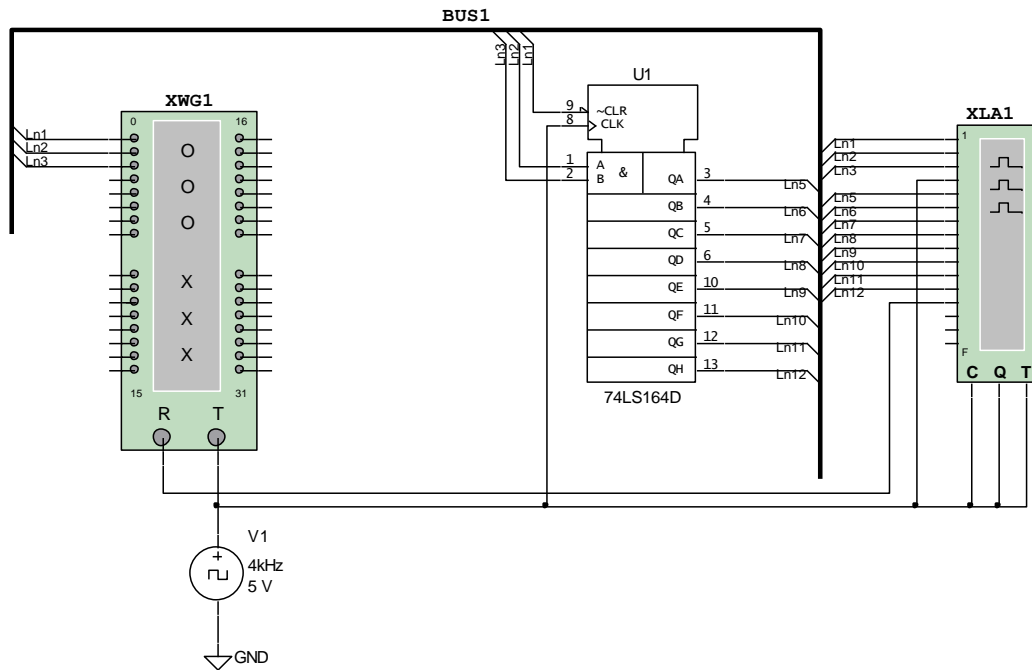 BUS1
Ln3
Ln2
Ln1
U1
XWG1
XLA1
0
16
O
O
O
X
X
X
15
31
R
T
Ln1
Ln2
Ln3
9
~CLR
8
CLK
1
A
2
B
&
QA
3
Ln5
QB
4
Ln6
QC
5
Ln7
QD
6
Ln8
QE
10
Ln9
QF
11
Ln10
QG
12
Ln11
QH
13
Ln12
74LS164D
Ln1
Ln2
Ln3
Ln5
Ln6
Ln7
Ln8
Ln9
Ln10
Ln11
Ln12
1
F
C Q T
V1
4kHz
5 V
GND